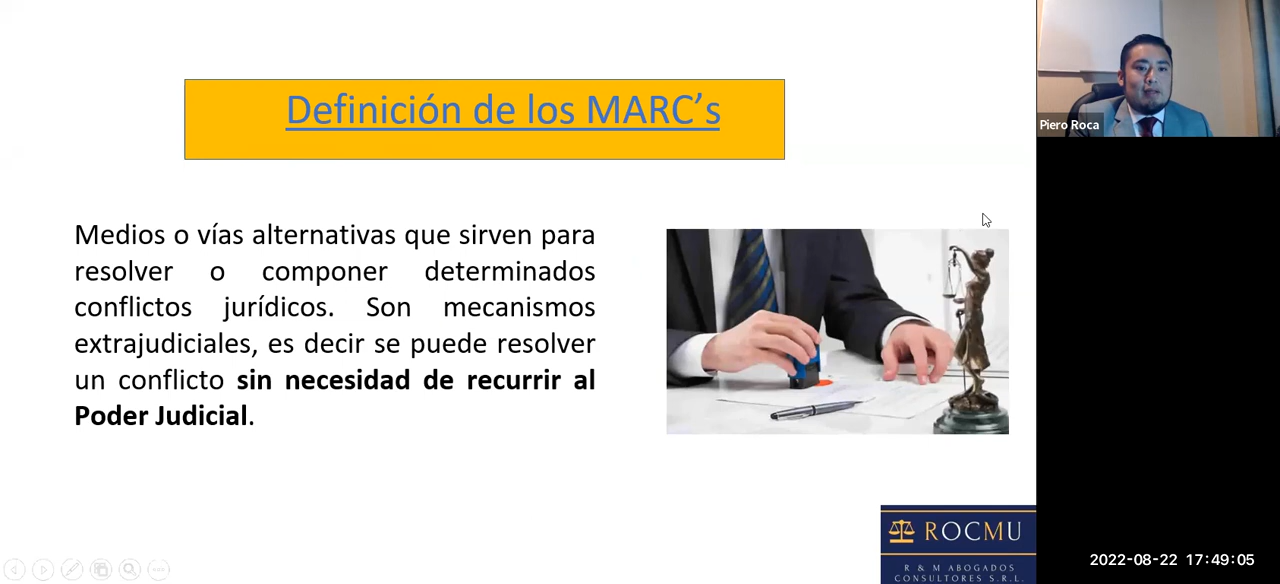 Definición de los MARC’s
Medios o vías alternativas que sirven para
resolver o componer determinados
conflictos jurídicos. Son mecanismos
extrajudiciales, es decir se puede resolver
un conflicto sin necesidad de recurrir al
Poder Judicial.
Piero Roca
ROCMU
R & M ABOGADOS
CONSULTORES S.R.L.
2022-08-22 17:49:05